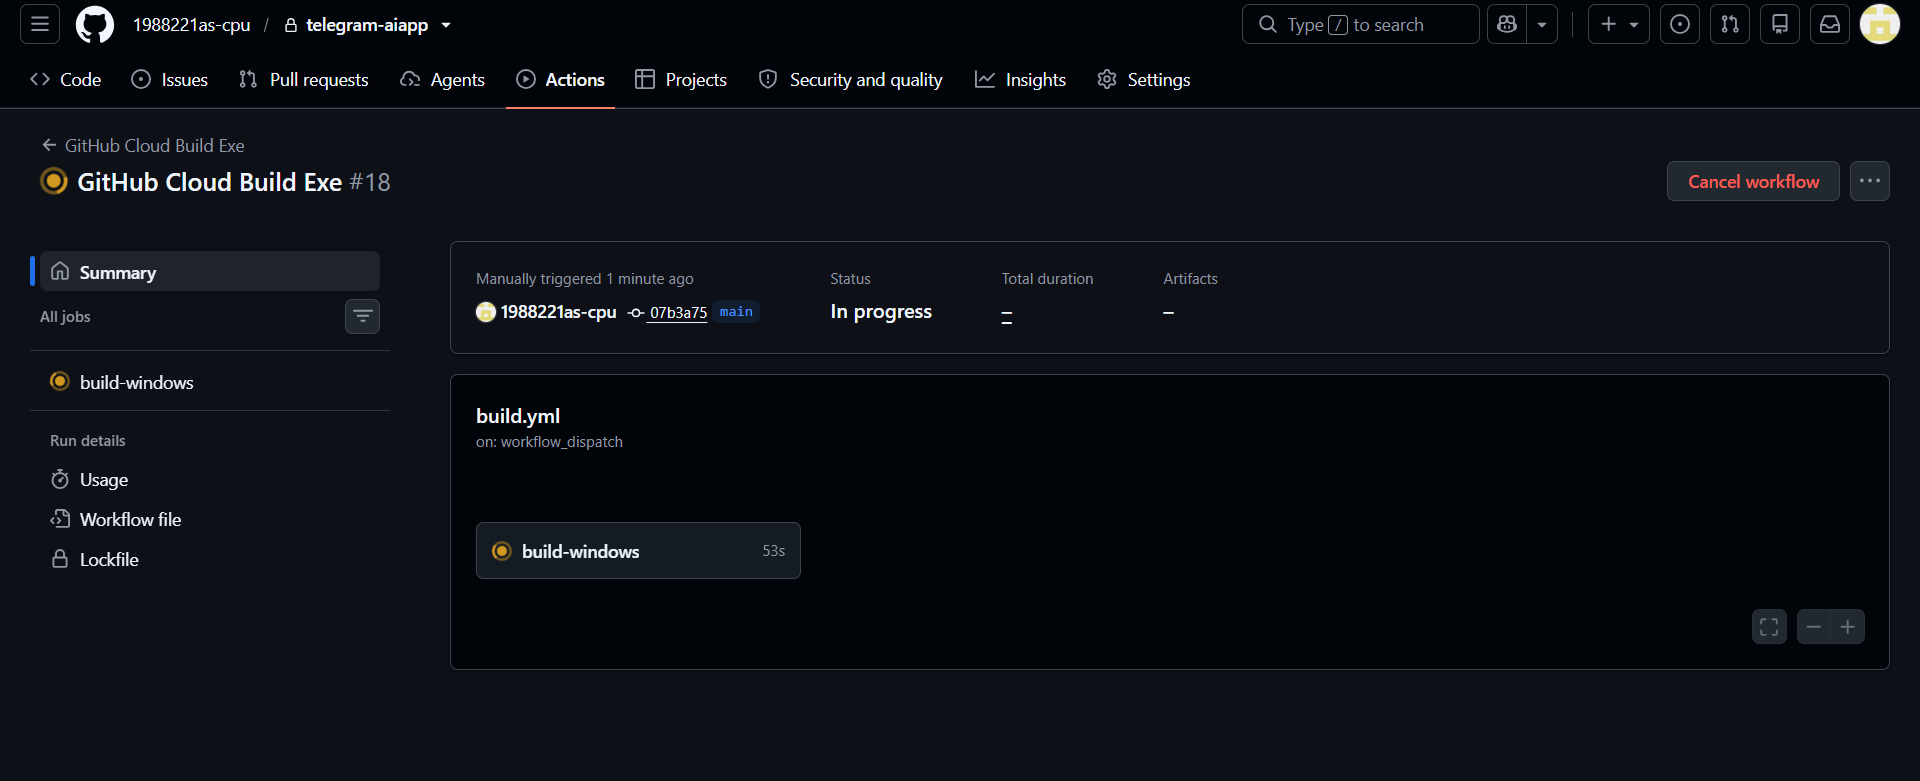 1988221as-cpu / telegram-aiapp
Type / to search
Code Issues Pull requests Agents Actions Projects Security and quality Insights Settings
GitHub Cloud Build Exe
GitHub Cloud Build Exe #18
Cancel workflow
Summary
All jobs
build-windows
Run details
Usage
Workflow file
Lockfile
Manually triggered 1 minute ago Status Total duration Artifacts
1988221as-cpu 07b3a75 main In progress – –
build.yml
on: workflow_dispatch
build-windows 53s